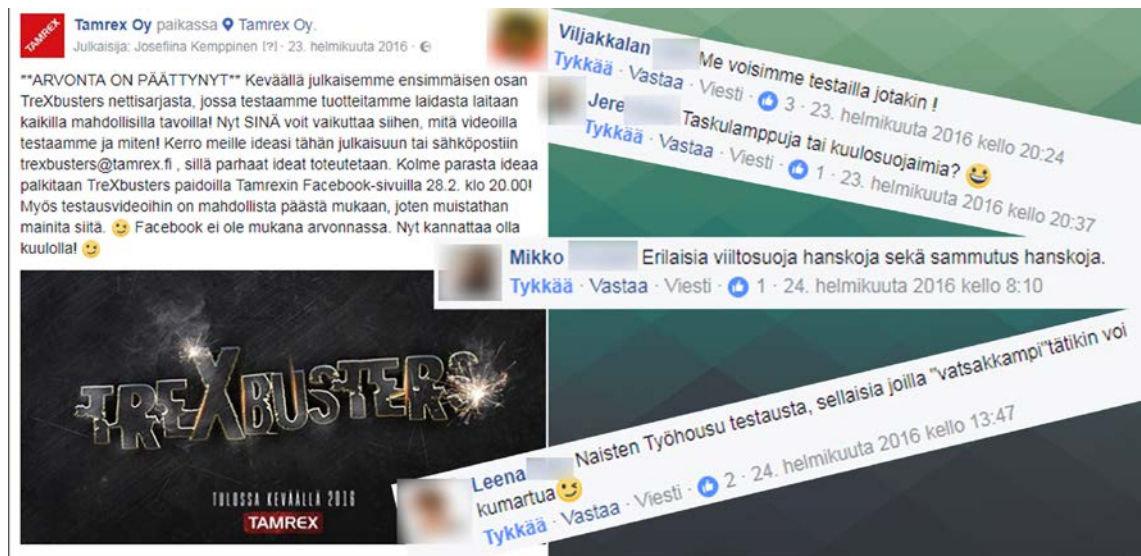 TAMREX
Tamrex Oy paikassa Tamrex Oy.
Julkaisija: Josefiina Kemppinen [?] · 23. helmikuuta 2016 ·
**ARVONTA ON PÄÄTTYNYT** Keväällä julkaisemme ensimmäisen osan
TreXbusters nettisarjasta, jossa testaamme tuotteitamme laidasta laitaan
kaikilla mahdollisilla tavoilla! Nyt SINÄ voit vaikuttaa siihen, mitä videoilla
testaamme ja miten! Kerro meille ideasi tähän julkaisuun tai sähköpostiin
trexbusters@tamrex.fi , sillä parhaat ideat toteutetaan. Kolme parasta ideaa
palkitaan TreXbusters paidoilla Tamrexin Facebook-sivuilla 28.2. klo 20.00!
Myös testausvideoihin on mahdollista päästä mukaan, joten muistathan
mainita siitä. 😉 Facebook ei ole mukana arvonnassa. Nyt kannattaa olla
kuulolla! 😉
TREXBUSTERS
TULOSSA KEVÄÄLLÄ 2016
TAMREX
Viljakkalan Me voisimme testailla jotakin !
Tykkää · Vastaa · Viesti · 3 · 23. helmikuuta 2016 kello 20:24
Jere Taskulamppuja tai kuulosuojaimia? 😀
Tykkää · Vastaa · Viesti · 1 · 23. helmikuuta 2016 kello 20:37
Mikko Erilaisia viiltosuoja hanskoja sekä sammutus hanskoja.
Tykkää · Vastaa · Viesti · 1 · 24. helmikuuta 2016 kello 8:10
Leena Naisten Työhousu testausta, sellaisia joilla "vatsakkampi"tätikin voi
kumartua😉
Tykkää · Vastaa · Viesti · 2 · 24. helmikuuta 2016 kello 13:47